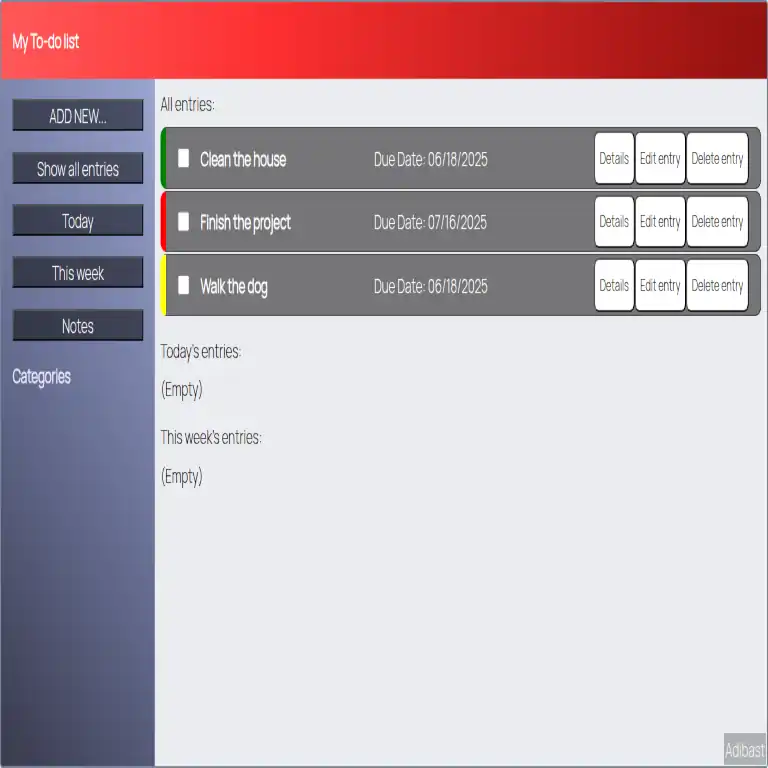 My To-do list
ADD NEW...
Show all entries
Today
This week
Notes
Categories
All entries:
Clean the house Due Date: 06/18/2025 Details Edit entry Delete entry
Finish the project Due Date: 07/16/2025 Details Edit entry Delete entry
Walk the dog Due Date: 06/18/2025 Details Edit entry Delete entry
Today's entries:
(Empty)
This week's entries:
(Empty)
Adibast